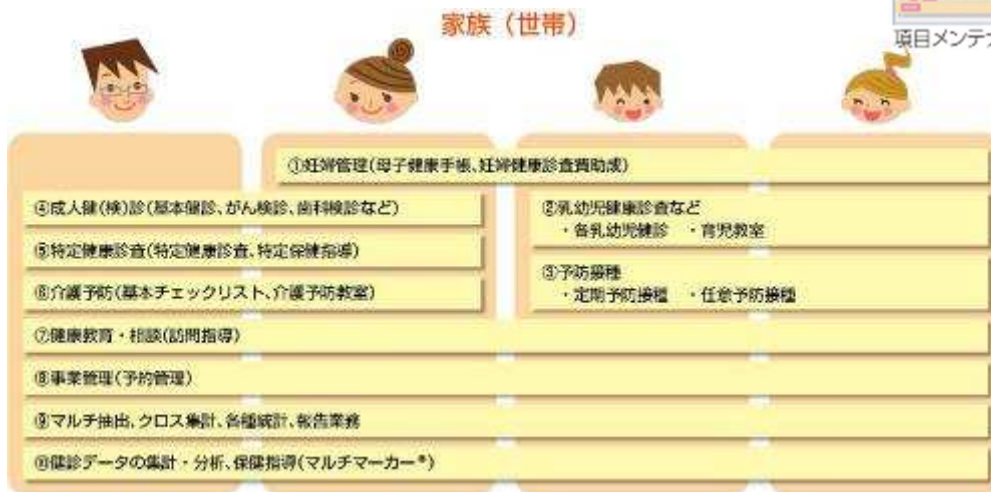 家族（世帯）
項目メンテナ
①妊婦管理(母子健康手帳、妊婦健康診査費助成)
④成人健(検)診(基本健診、がん検診、歯科検診など)
②乳幼児健康診査など
・各乳幼児健診 ・育児教室
⑤特定健康診査(特定健康診査、特定保健指導)
③予防接種
・定期予防接種 ・任意予防接種
⑥介護予防(基本チェックリスト、介護予防教室)
⑦健康教育・相談(訪問指導)
⑧事業管理(予約管理)
⑨マルチ抽出、クロス集計、各種統計、報告業務
⑩健診データの集計・分析、保健指導(マルチマーカー®)